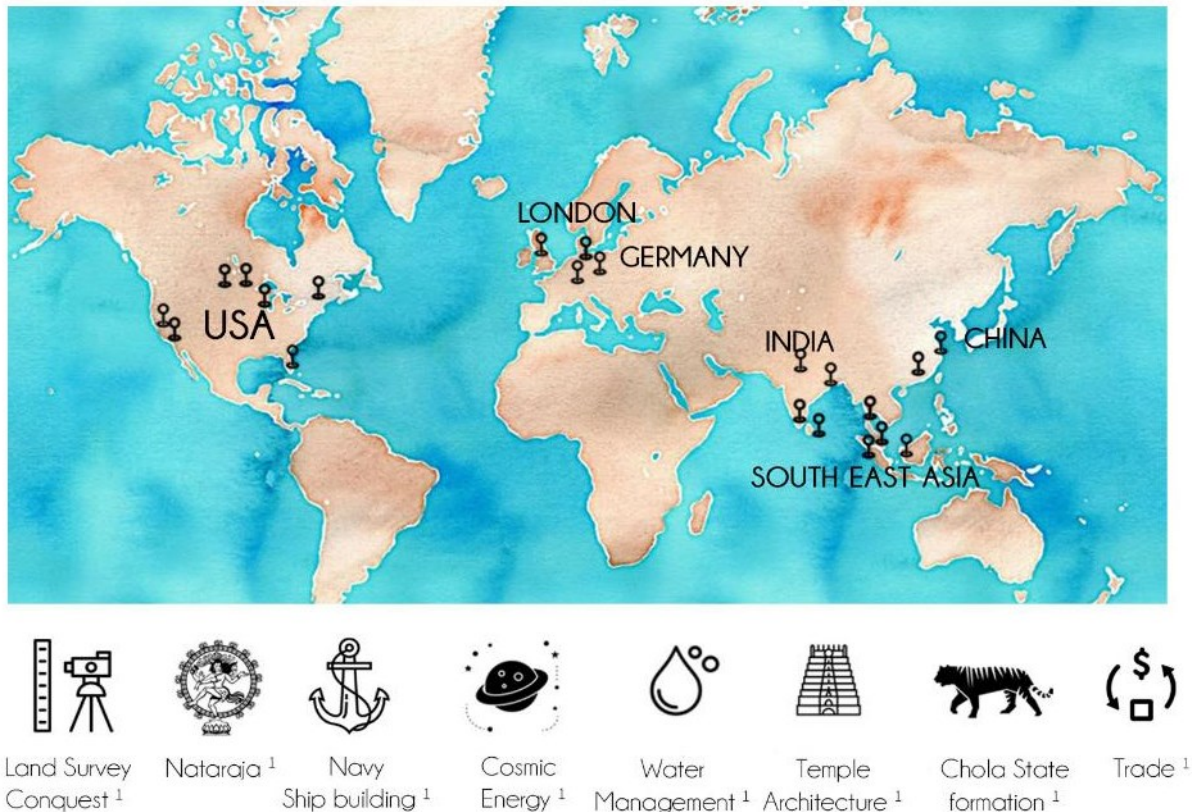 LONDON
GERMANY
USA
INDIA
CHINA
SOUTH EAST ASIA
$
Land Survey
Conquest ¹
Nataraja ¹
Navy
Ship building ¹
Cosmic
Energy ¹
Water
Management ¹
Temple
Architecture ¹
Chola State
formation ¹
Trade ¹